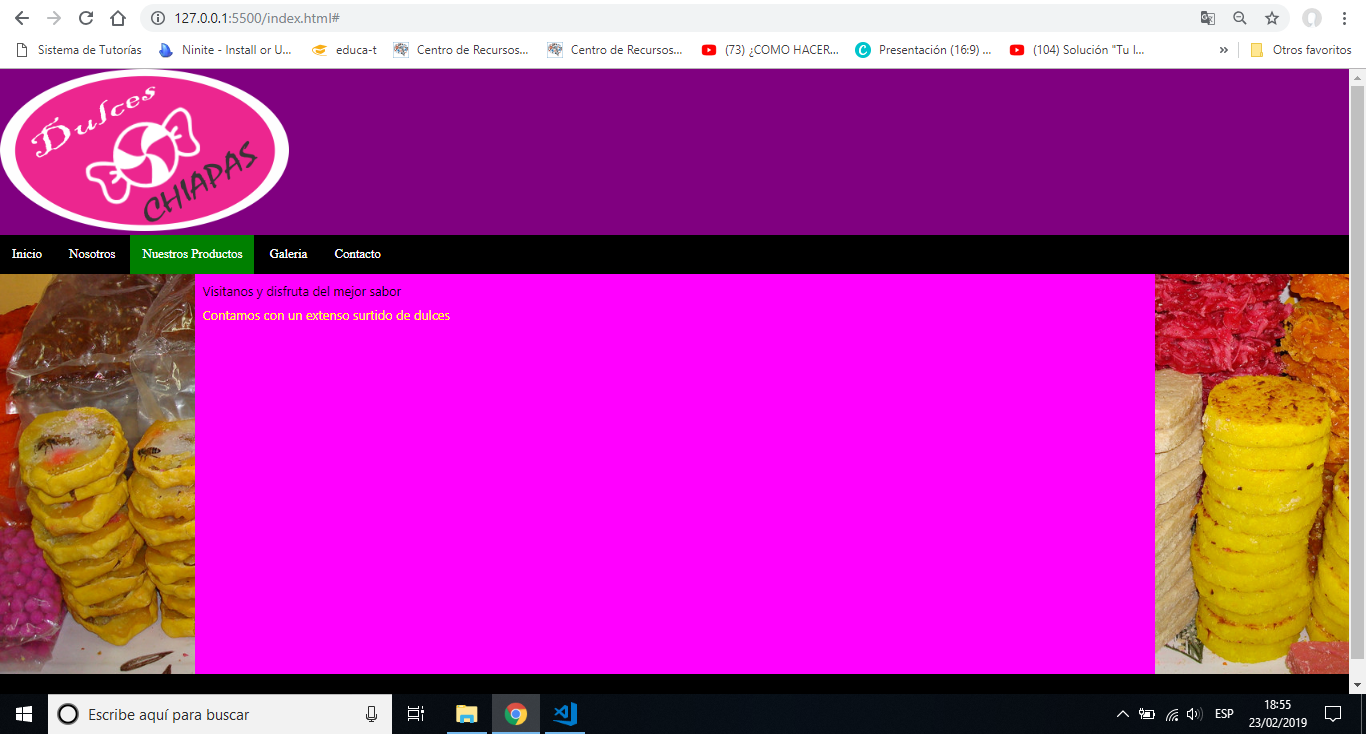 127.0.0.1:5500/index.html#
Sistema de Tutorías
Ninite - Install or U...
educa-t
Centro de Recursos...
Centro de Recursos...
(73) ¿COMO HACER...
Presentación (16:9) ...
(104) Solución "Tu I...
»
Otros favoritos
Dulces
CHIAPAS
Inicio
Nosotros
Nuestros Productos
Galeria
Contacto
Visitanos y disfruta del mejor sabor
Contamos con un extenso surtido de dulces
Escribe aquí para buscar
ESP
18:55
23/02/2019